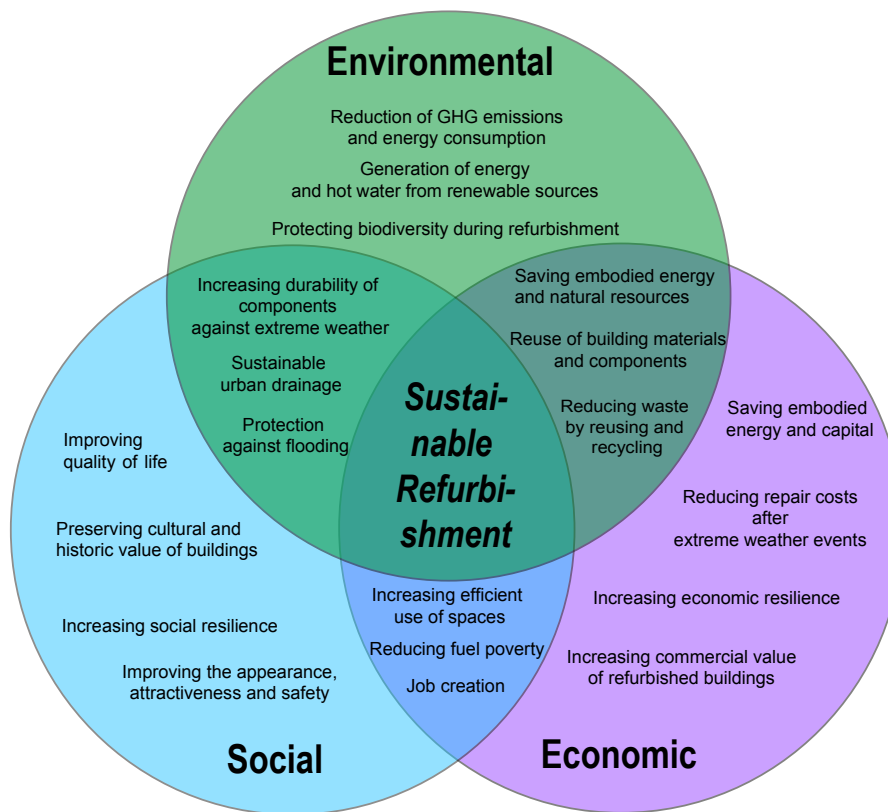 Environmental
Reduction of GHG emissions
and energy consumption
Generation of energy
and hot water from renewable sources
Protecting biodiversity during refurbishment
Increasing durability of
components
against extreme weather
Sustainable
urban drainage
Protection
against flooding
Saving embodied energy
and natural resources
Reuse of building materials
and components
Reducing waste
by reusing and
recycling
Sustai-
nable
Refurbi-
shment
Improving
quality of life
Preserving cultural and
historic value of buildings
Increasing social resilience
Improving the appearance,
attractiveness and safety
Social
Increasing efficient
use of spaces
Reducing fuel poverty
Job creation
Saving embodied
energy and capital
Reducing repair costs
after
extreme weather events
Increasing economic resilience
Increasing commercial value
of refurbished buildings
Economic